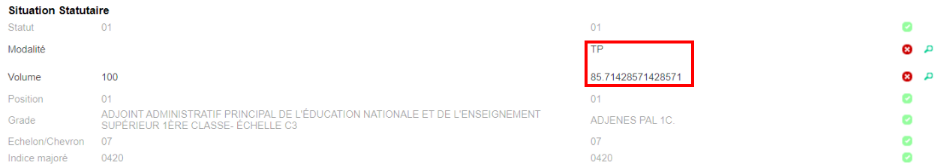 Situation Statutaire
Statut 01 01
Modalité TP
Volume 100 85.71428571428571
Position 01 01
Grade ADJOINT ADMINISTRATIF PRINCIPAL DE L'ÉDUCATION NATIONALE ET DE L'ENSEIGNEMENT
SUPÉRIEUR 1ÈRE CLASSE- ÉCHELLE C3 ADJENES PAL 1C.
Echelon/Chevron 07 07
Indice majoré 0420 0420